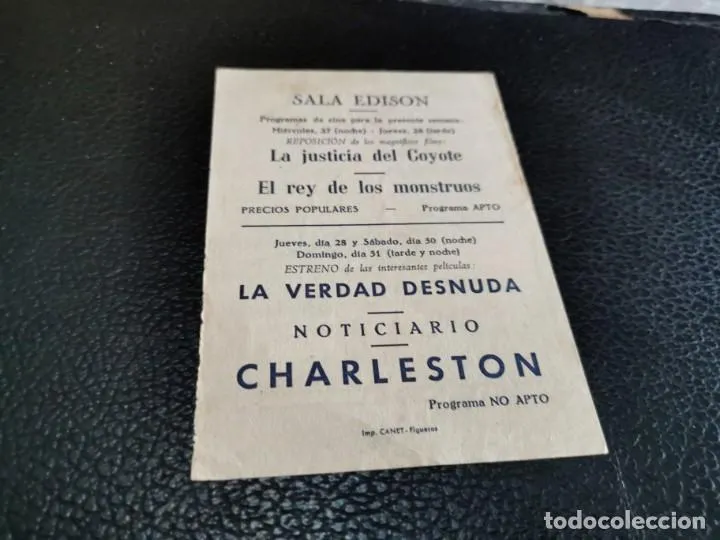 SALA EDISON
Programas de cine para la presente semana:
Miércoles, 27 (noche) - Jueves, 28 (tarde)
REPOSICIÓN de los magníficos films:
La justicia del Coyote
El rey de los monstruos
PRECIOS POPULARES — Programa APTO
Jueves, día 28 y Sábado, día 30 (noche)
Domingo, día 31 (tarde y noche)
ESTRENO de las interesantes películas:
LA VERDAD DESNUDA
NOTICIARIO
CHARLESTON
Programa NO APTO
Imp. CANET-Figueras
todocoleccion